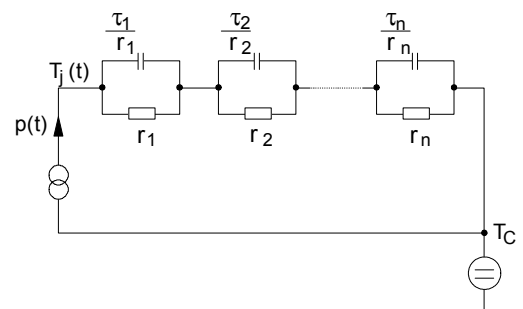 τ1 τ2 τn
r1 r2 rn
Tj (t)
p(t)
r1 r2 rn
TC